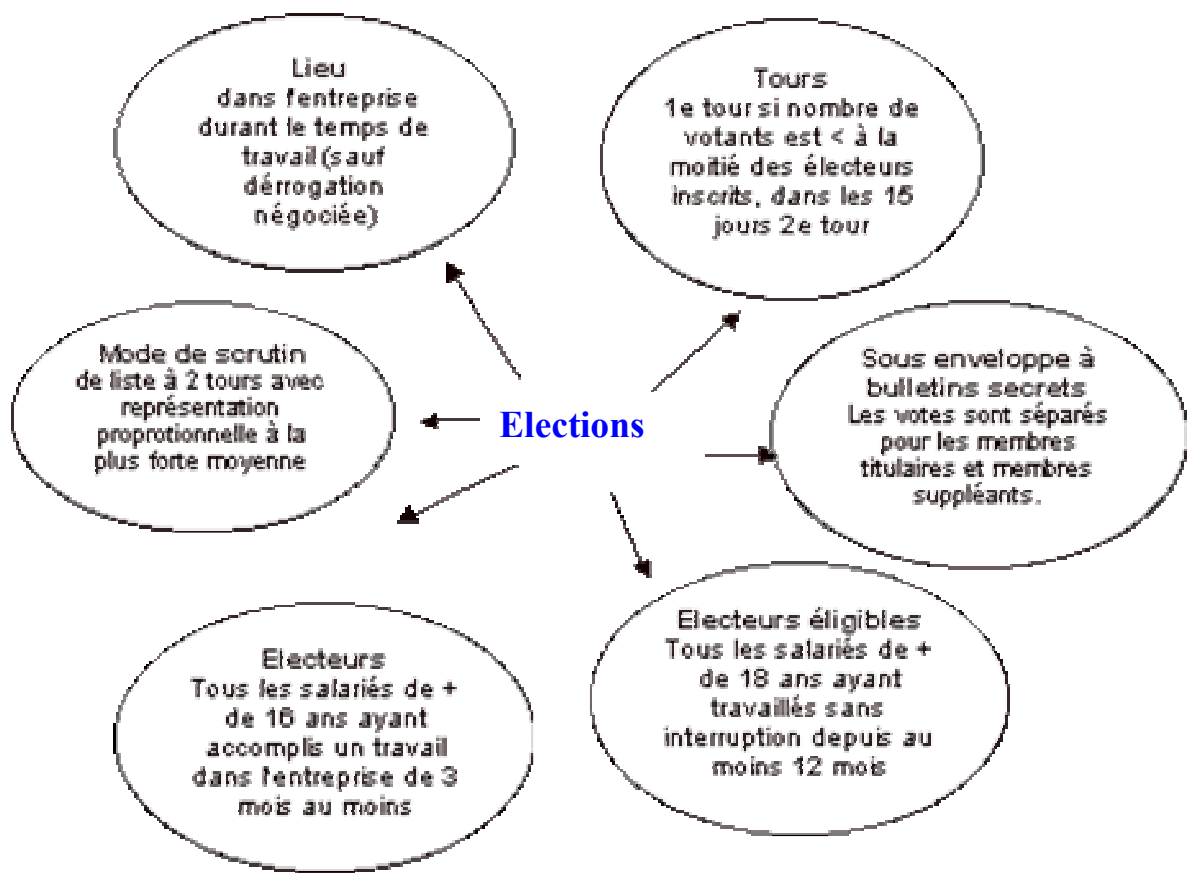 Lieu
dans l'entreprise
durant le temps de
travail (sauf
dérrogation
négociée)
Tours
1e tour si nombre de
votants est < à la
moitié des électeurs
inscrits, dans les 15
jours 2e tour
Mode de scrutin
de liste à 2 tours avec
représentation
proprotionnelle à la
plus forte moyenne
Elections
Sous enveloppe à
bulletins secrets
Les votes sont séparés
pour les membres
titulaires et membres
suppléants.
Electeurs
Tous les salariés de +
de 16 ans ayant
accomplis un travail
dans l'entreprise de 3
mois au moins
Electeurs éligibles
Tous les salariés de +
de 18 ans ayant
travaillés sans
interruption depuis au
moins 12 mois